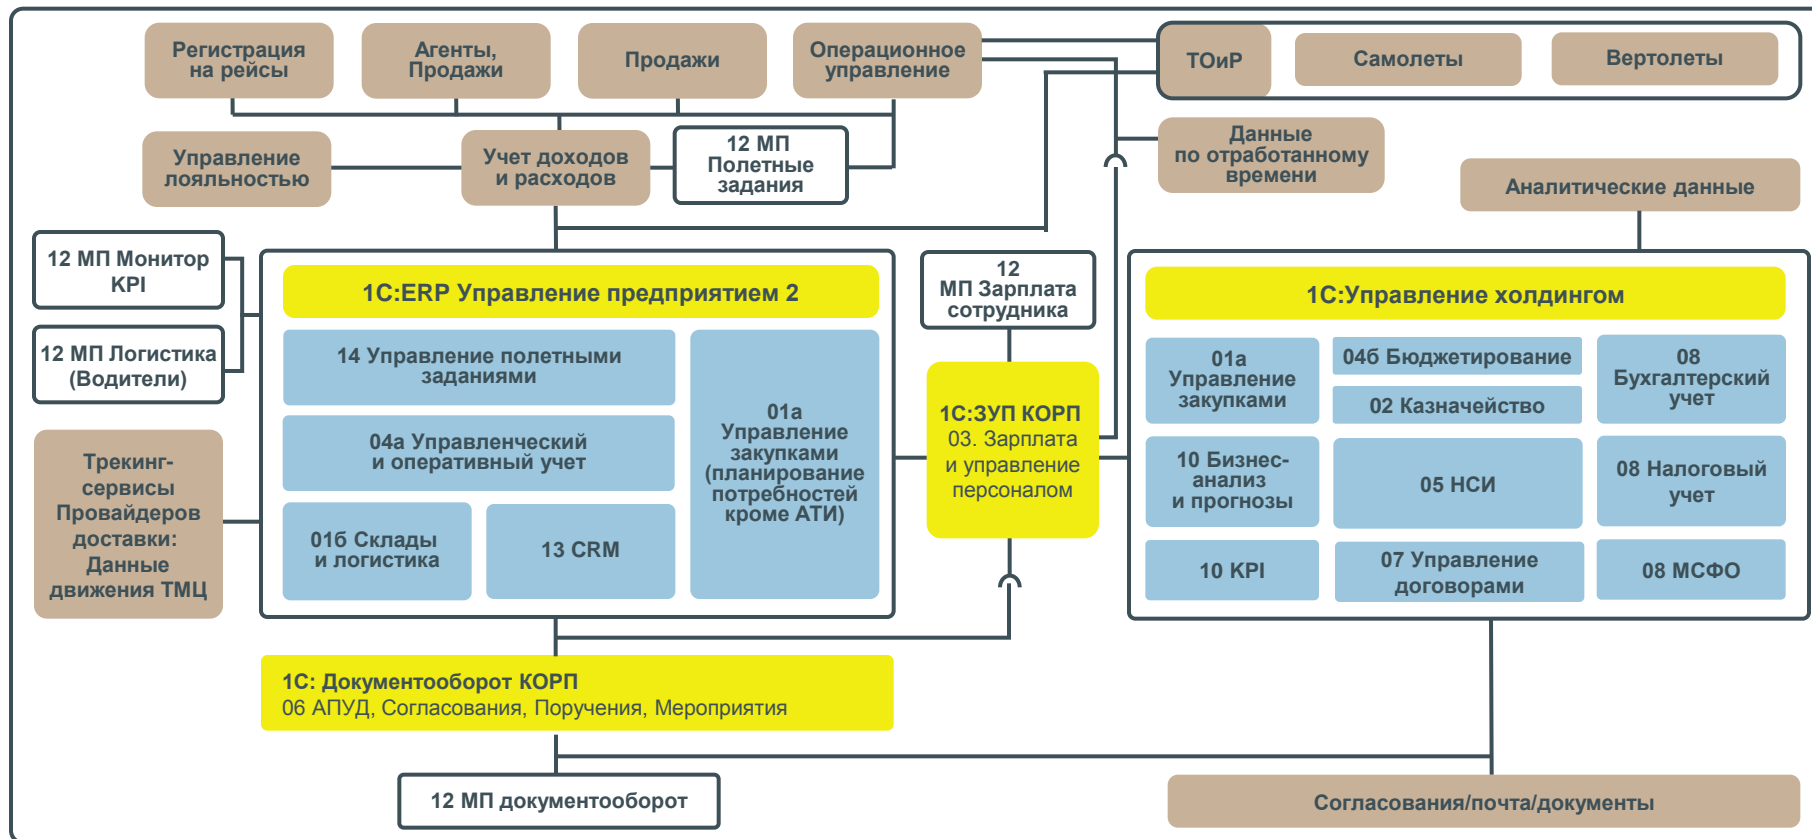 Регистрация
на рейсы
Агенты,
Продажи
Продажи
Операционное
управление
ТОиР
Самолеты
Вертолеты
Управление
лояльностью
Учет доходов
и расходов
12 МП
Полетные
задания
Данные
по отработанному
времени
Аналитические данные
12 МП Монитор
KPI
12 МП Логистика
(Водители)
Трекинг-
сервисы
Провайдеров
доставки:
Данные
движения ТМЦ
1С:ERP Управление предприятием 2
14 Управление полетными
заданиями
04а Управленческий
и оперативный учет
01б Склады
и логистика
13 CRM
01а
Управление
закупками
(планирование
потребностей
кроме АТИ)
12
МП Зарплата
сотрудника
1С:ЗУП КОРП
03. Зарплата
и управление
персоналом
1С:Управление холдингом
01а
Управление
закупками
04б Бюджетирование
02 Казначейство
08
Бухгалтерский
учет
10 Бизнес-
анализ
и прогнозы
05 НСИ
08 Налоговый
учет
10 KPI
07 Управление
договорами
08 МСФО
1С: Документооборот КОРП
06 АПУД, Согласования, Поручения, Мероприятия
12 МП документооборот
Согласования/почта/документы